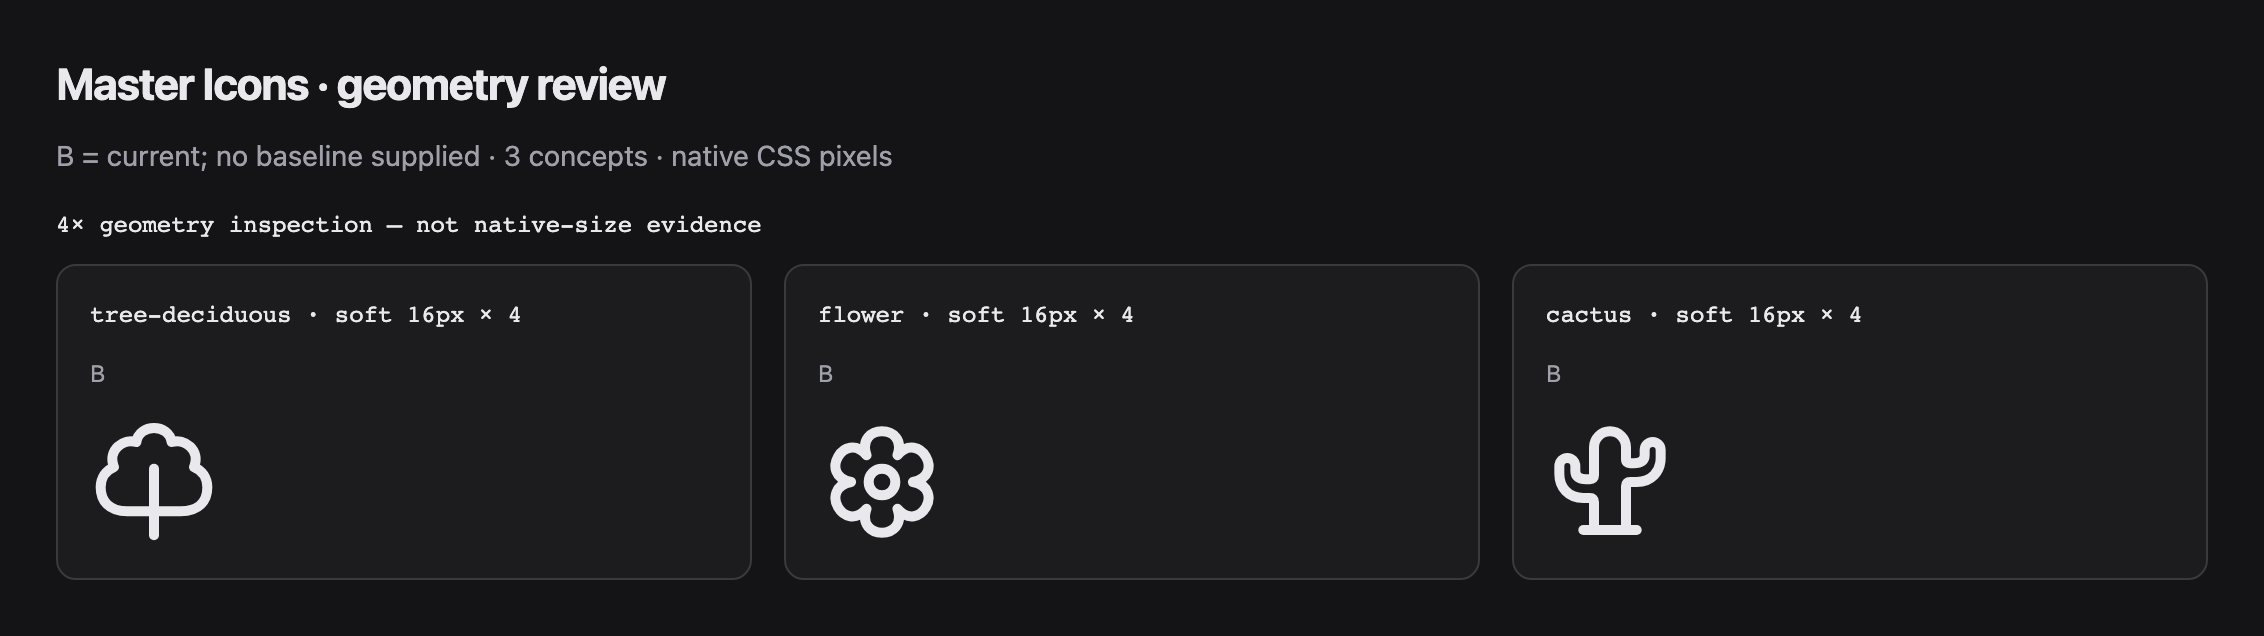 Master Icons · geometry review
B = current; no baseline supplied · 3 concepts · native CSS pixels
4× geometry inspection — not native-size evidence
tree-deciduous · soft 16px × 4
B
flower · soft 16px × 4
B
cactus · soft 16px × 4
B